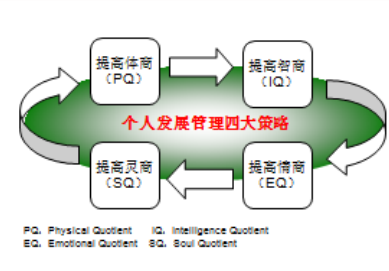 提高体商
（PQ）
提高智商
（IQ）
个人发展管理四大策略
提高灵商
（SQ）
提高情商
（EQ）
PQ. Physical Quotient IQ. Intelligence Quotient
EQ. Emotional Quotient SQ. Soul Quotient